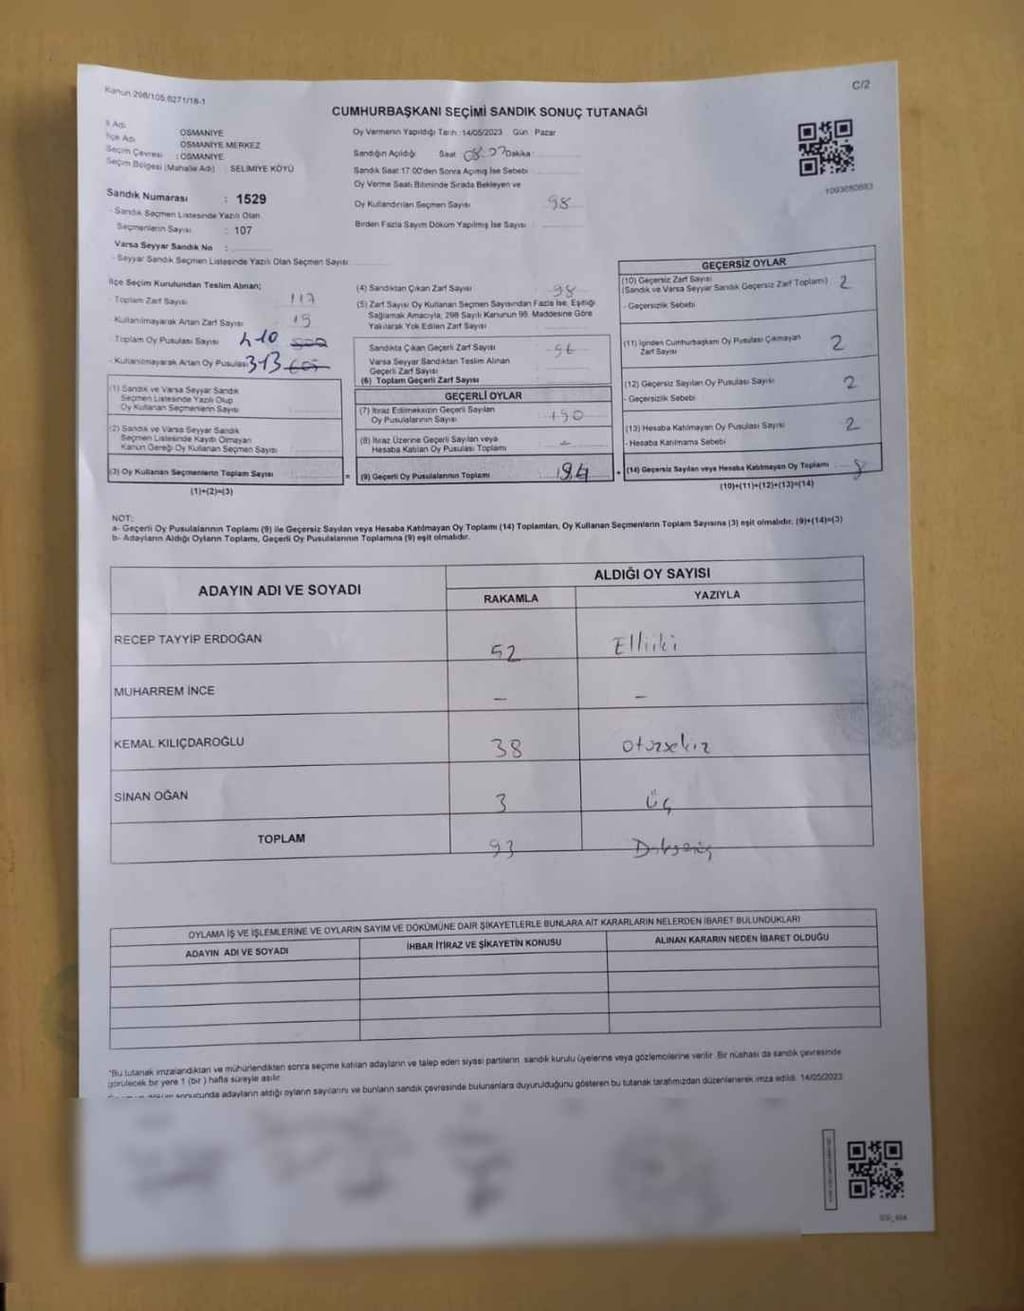 Kanun 298/105;6271/18-1
C/2
CUMHURBAŞKANI SEÇİMİ SANDIK SONUÇ TUTANAĞI
İl Adı OSMANİYE
İlçe Adı OSMANİYE MERKEZ
Seçim Çevresi : OSMANİYE
Seçim Bölgesi (Mahalle Adı) SELİMİYE KÖYÜ
Sandık Numarası : 1529
- Sandık Seçmen Listesinde Yazılı Olan
Seçmenlerin Sayısı : 107
Varsa Seyyar Sandık No :
- Seyyar Sandık Seçmen Listesinde Yazılı Olan Seçmen Sayısı
Oy Vermenin Yapıldığı Tarih : 14/05/2023 Gün : Pazar
Sandığın Açıldığı Saat Dakika :
Sandık Saat 17.00'den Sonra Açılmış İse Sebebi
Oy Verme Saati Bitiminde Sırada Bekleyen ve
Oy Kullandırılan Seçmen Sayısı 98
Birden Fazla Sayım Döküm Yapılmış İse Sayısı
İlçe Seçim Kurulundan Teslim Alınan;
- Toplam Zarf Sayısı 117
- Kullanılmayarak Artan Zarf Sayısı 19
- Toplam Oy Pusulası Sayısı 410
- Kullanılmayarak Artan Oy Pusulası 313
(1) Sandık ve Varsa Seyyar Sandık
Seçmen Listesinde Yazılı Olup
Oy Kullanan Seçmenlerin Sayısı
(2) Sandık ve Varsa Seyyar Sandık
Seçmen Listesinde Kayıtlı Olmayan
Kanun Gereği Oy Kullanan Seçmen Sayısı
(3) Oy Kullanan Seçmenlerin Toplam Sayısı
(1)+(2)=(3)
(4) Sandıktan Çıkan Zarf Sayısı 98
(5) Zarf Sayısı Oy Kullanan Seçmen Sayısından Fazla İse, Eşitliği
Sağlamak Amacıyla, 298 Sayılı Kanunun 98. Maddesine Göre
Yakılarak Yok Edilen Zarf Sayısı
Sandıkta Çıkan Geçerli Zarf Sayısı 96
Varsa Seyyar Sandıktan Teslim Alınan
Geçerli Zarf Sayısı
(6) Toplam Geçerli Zarf Sayısı
GEÇERLİ OYLAR
(7) İtiraz Edilmeksizin Geçerli Sayılan
Oy Pusulalarının Sayısı 190
(8) İtiraz Üzerine Geçerli Sayılan veya
Hesaba Katılan Oy Pusulası Toplamı -
= (9) Geçerli Oy Pusulalarının Toplamı 194
GEÇERSİZ OYLAR
(10) Geçersiz Zarf Sayısı
(Sandık ve Varsa Seyyar Sandık Geçersiz Zarf Toplamı) 2
- Geçersizlik Sebebi
(11) İçinden Cumhurbaşkanı Oy Pusulası Çıkmayan
Zarf Sayısı 2
(12) Geçersiz Sayılan Oy Pusulası Sayısı 2
- Geçersizlik Sebebi
(13) Hesaba Katılmayan Oy Pusulası Sayısı 2
- Hesaba Katılmama Sebebi
+ (14) Geçersiz Sayılan veya Hesaba Katılmayan Oy Toplamı 8
(10)+(11)+(12)+(13)=(14)
NOT:
a- Geçerli Oy Pusulalarının Toplamı (9) ile Geçersiz Sayılan veya Hesaba Katılmayan Oy Toplamı (14) Toplamları, Oy Kullanan Seçmenlerin Toplam Sayısına (3) eşit olmalıdır. (9)+(14)=(3)
b- Adayların Aldığı Oyların Toplamı, Geçerli Oy Pusulalarının Toplamına (9) eşit olmalıdır.
ADAYIN ADI VE SOYADI ALDIĞI OY SAYISI
RAKAMLA YAZIYLA
RECEP TAYYİP ERDOĞAN 52 Elliiki
MUHARREM İNCE - -
KEMAL KILIÇDAROĞLU 38 otuzsekiz
SİNAN OĞAN 3 üç
TOPLAM 93
OYLAMA İŞ VE İŞLEMLERİNE VE OYLARIN SAYIM VE DÖKÜMÜNE DAİR ŞİKAYETLERLE BUNLARA AİT KARARLARIN NELERDEN İBARET BULUNDUKLARI
ADAYIN ADI VE SOYADI İHBAR İTİRAZ VE ŞİKAYETİN KONUSU ALINAN KARARIN NEDEN İBARET OLDUĞU
*Bu tutanak imzalandıktan ve mühürlendikten sonra seçime katılan adayların ve talep eden siyasi partilerin sandık kurulu üyelerine veya gözlemcilerine verilir. Bir nüshası da sandık çevresinde
görülecek bir yere 1 (bir) hafta süreyle asılır.
sonucunda adayların aldığı oyların sayılarını ve bunların sandık çevresinde bulunanlara duyurulduğunu gösteren bu tutanak tarafımızdan düzenlenerek imza edildi. 14/05/2023